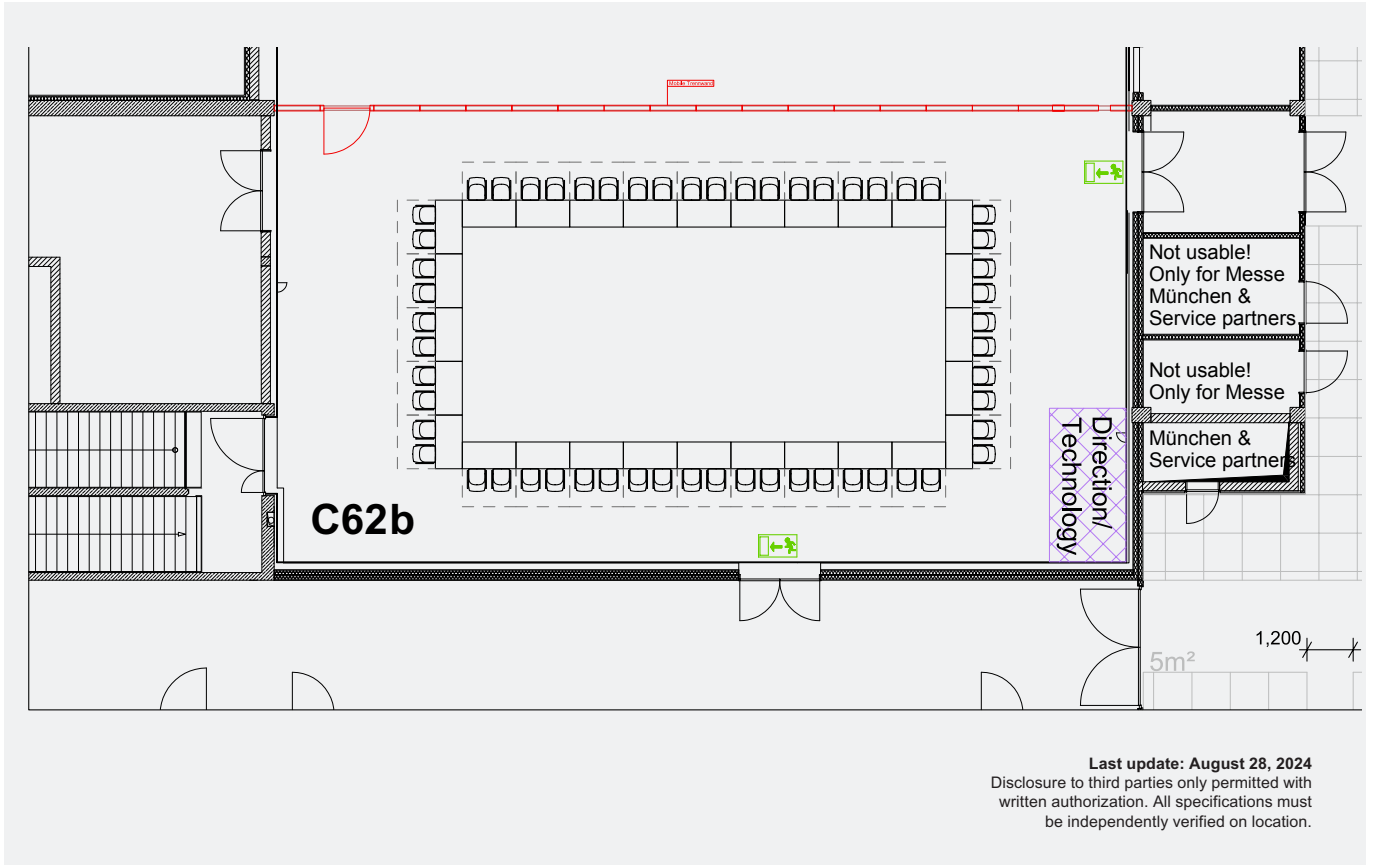 Mobile Trennwand
Not usable!
Only for Messe
München &
Service partners
Not usable!
Only for Messe
München &
Service partners
Direction/
Technology
C62b
1,200
5m²
Last update: August 28, 2024
Disclosure to third parties only permitted with
written authorization. All specifications must
be independently verified on location.